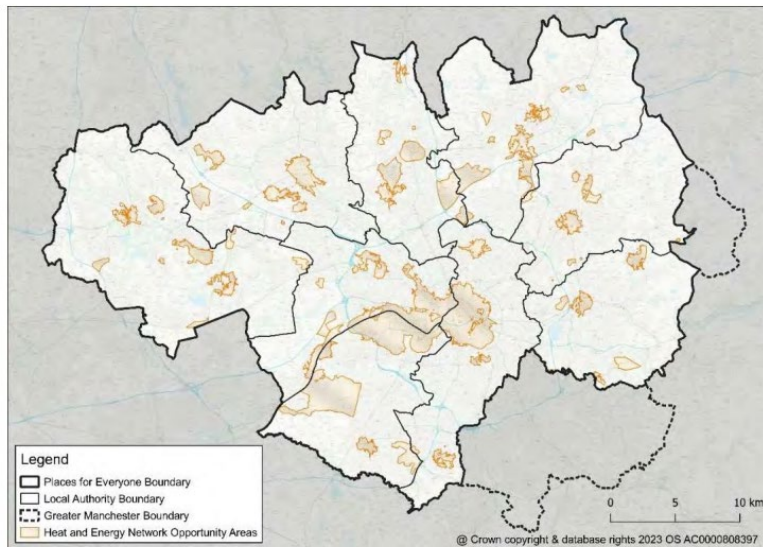 Legend
Places for Everyone Boundary
Local Authority Boundary
Greater Manchester Boundary
Heat and Energy Network Opportunity Areas
0 5 10 km
@ Crown copyright & database rights 2023 OS AC0000808397